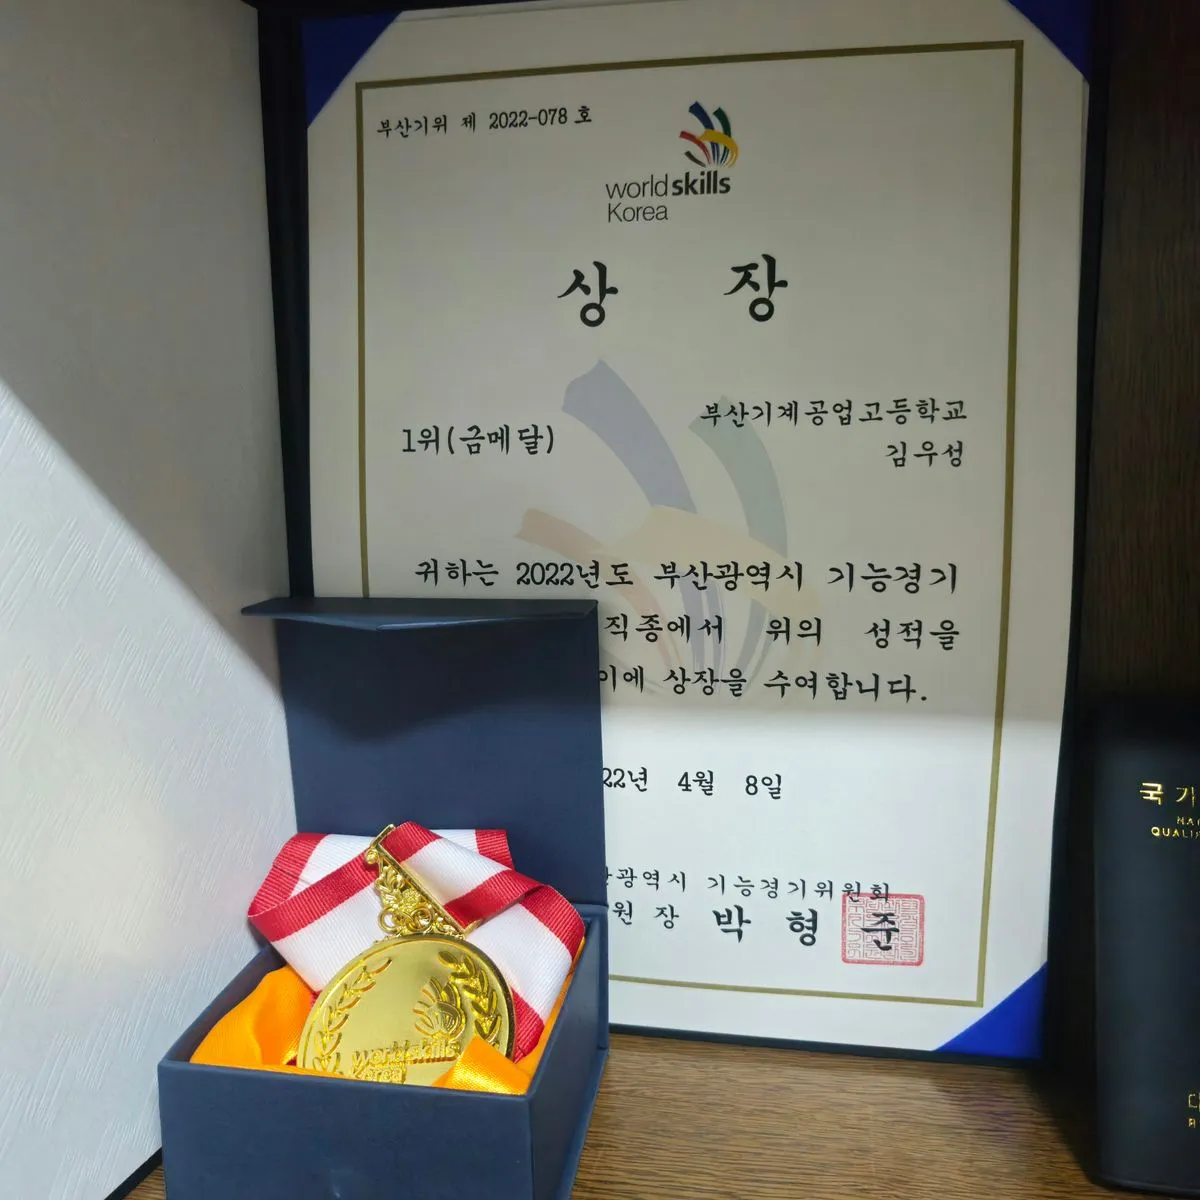 부산기위 제 2022-078 호
world skills
Korea
상 장
부산기계공업고등학교
1위(금메달)
김우성
귀하는 2022년도 부산광역시 기능경기
직종에서 위의 성적을
이에 상장을 수여합니다.
22년 4월 8일
광역시 기능경기위원회
원 장 박 형 준
worldskills
Korea
국 기